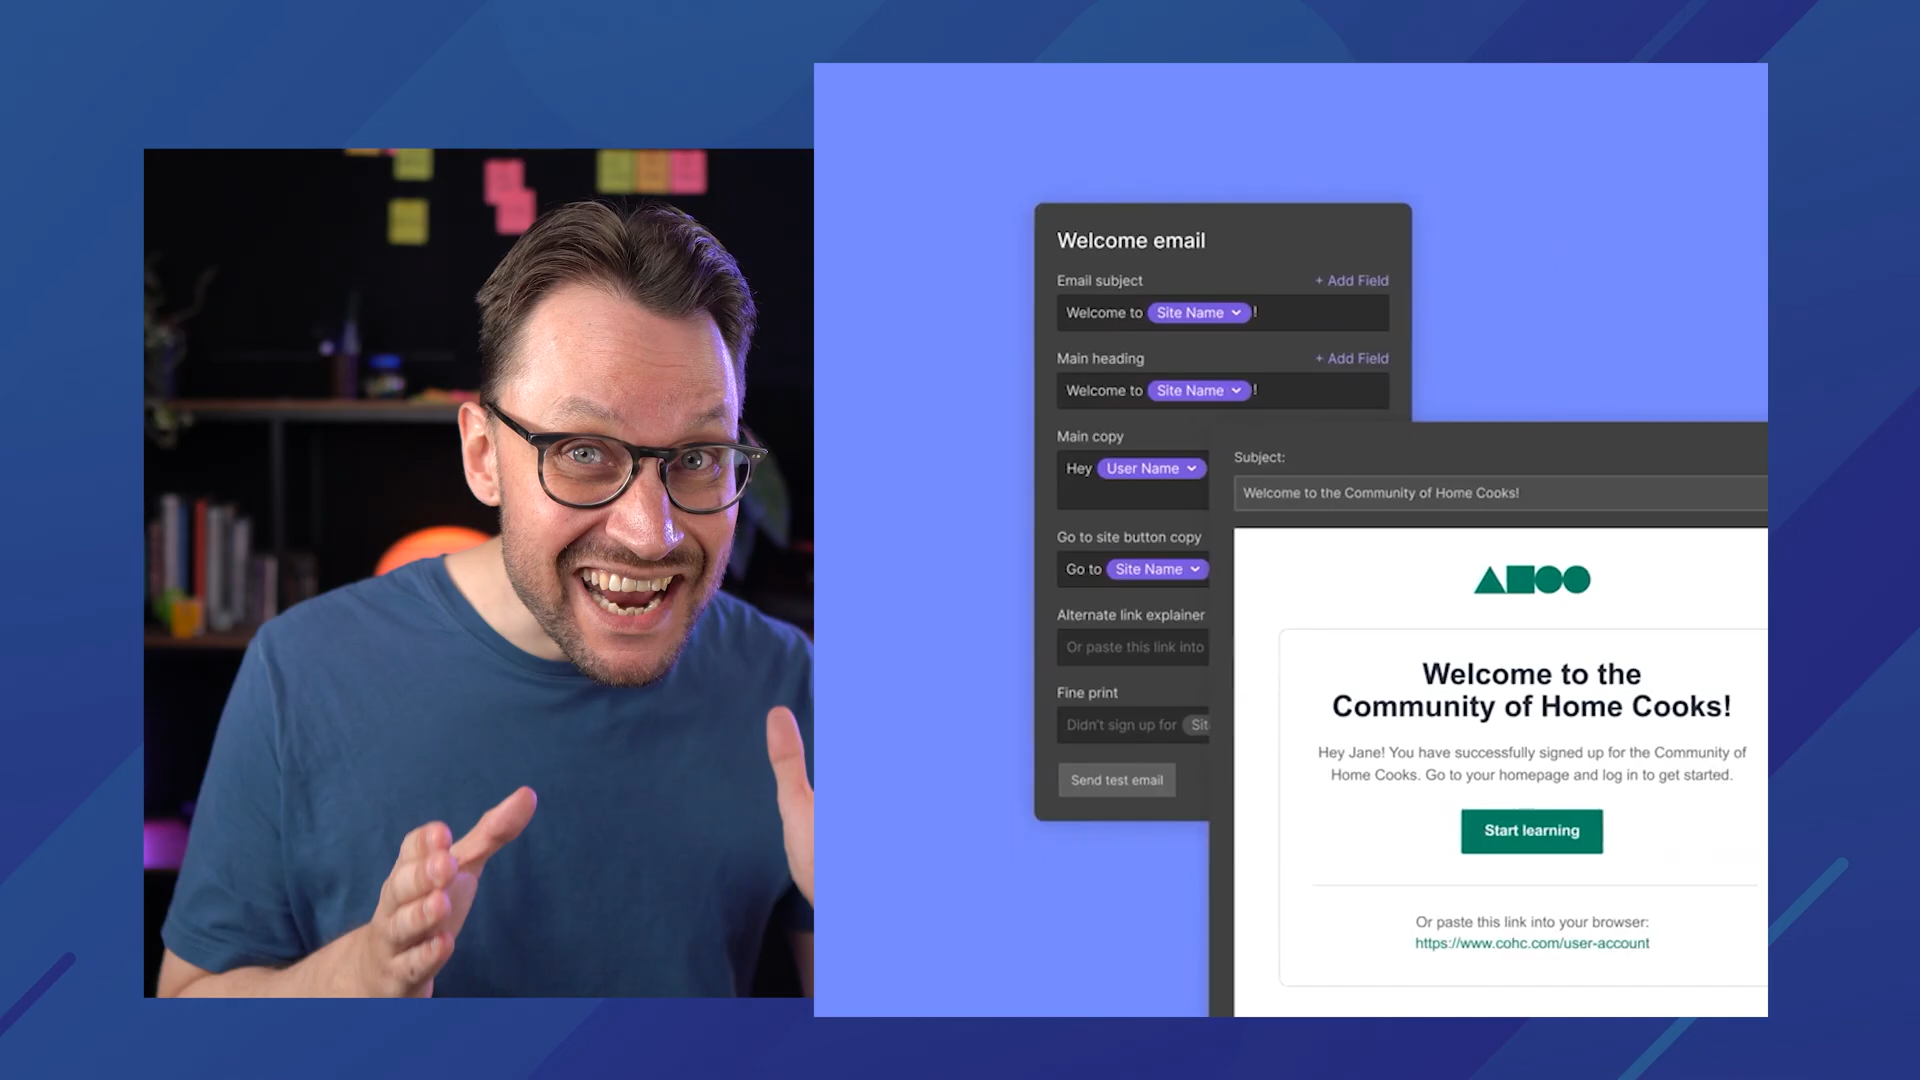 Welcome email
Email subject
+ Add Field
Welcome to Site Name !
Main heading
+ Add Field
Welcome to Site Name !
Main copy
Hey User Name
Go to site button copy
Go to Site Name
Alternate link explainer
Or paste this link into
Fine print
Didn't sign up for Sit
Send test email
Subject:
Welcome to the Community of Home Cooks!
Welcome to the
Community of Home Cooks!
Hey Jane! You have successfully signed up for the Community of
Home Cooks. Go to your homepage and log in to get started.
Start learning
Or paste this link into your browser:
https://www.cohc.com/user-account